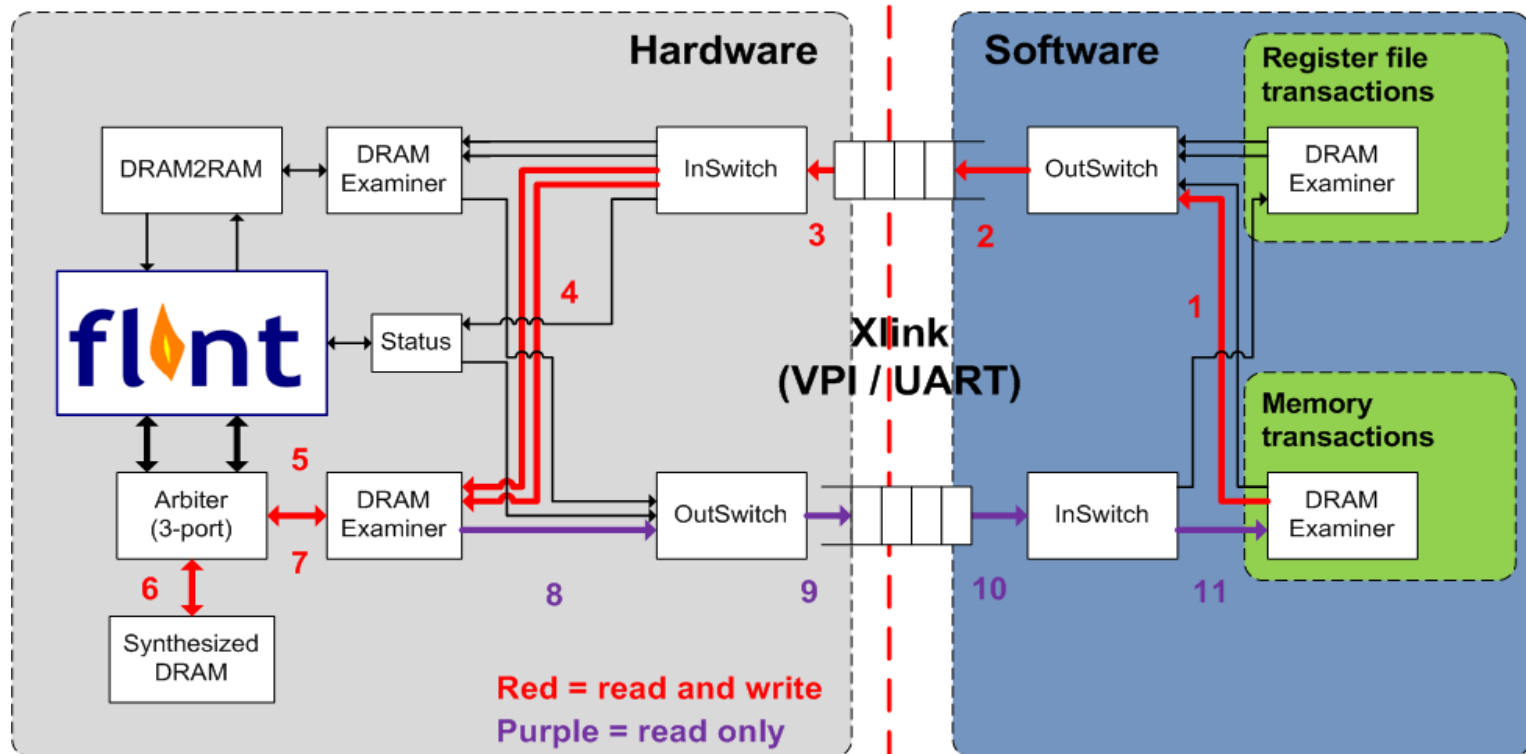 Hardware
Software
Register file
transactions
DRAM2RAM
DRAM
Examiner
InSwitch
OutSwitch
DRAM
Examiner
3
2
4
1
flint
Status
Xlink
(VPI / UART)
Memory
transactions
5
Arbiter
(3-port)
DRAM
Examiner
OutSwitch
InSwitch
DRAM
Examiner
7
6
8
9
10
11
Synthesized
DRAM
Red = read and write
Purple = read only